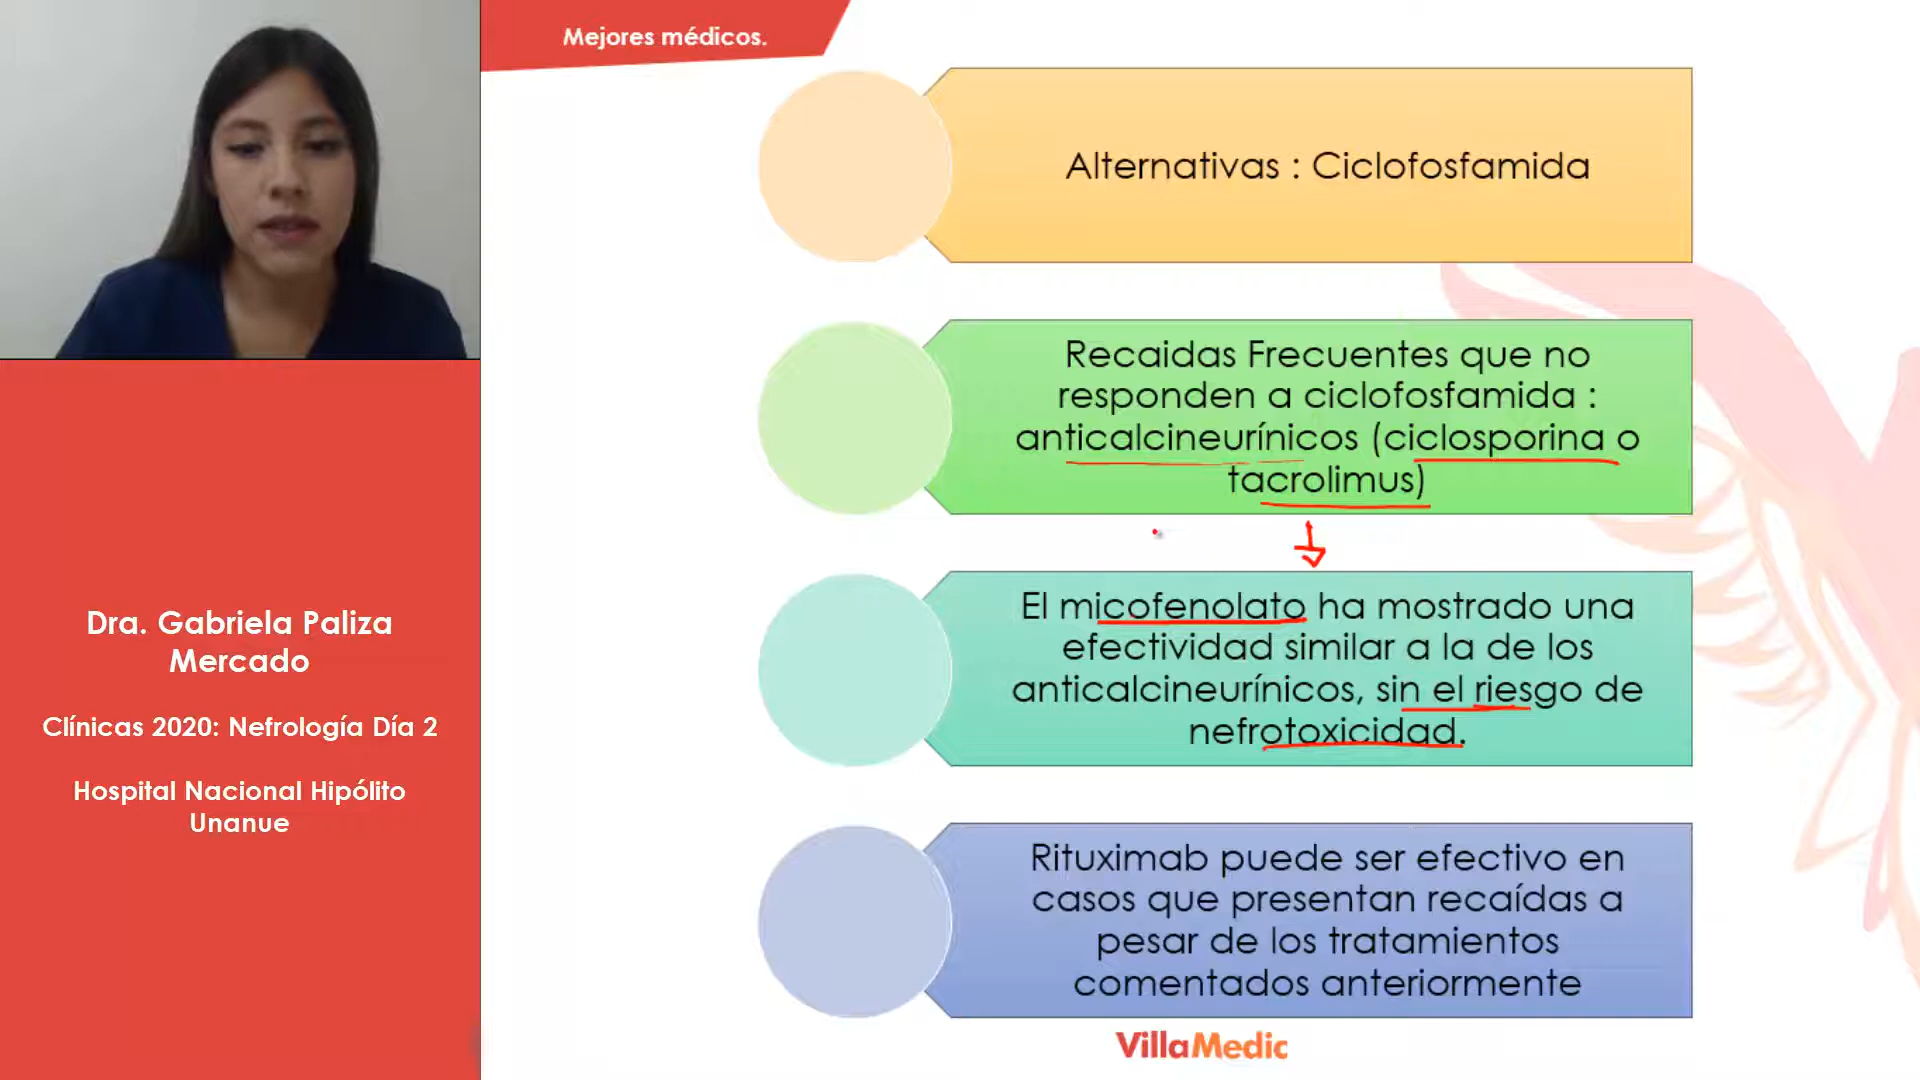 Mejores médicos.
Alternativas : Ciclofosfamida
Recaidas Frecuentes que no
responden a ciclofosfamida :
anticalcineurínicos (ciclosporina o
tacrolimus)
El micofenolato ha mostrado una
efectividad similar a la de los
anticalcineurínicos, sin el riesgo de
nefrotoxicidad.
Rituximab puede ser efectivo en
casos que presentan recaídas a
pesar de los tratamientos
comentados anteriormente
VillaMedic
Dra. Gabriela Paliza
Mercado
Clínicas 2020: Nefrología Día 2
Hospital Nacional Hipólito
Unanue